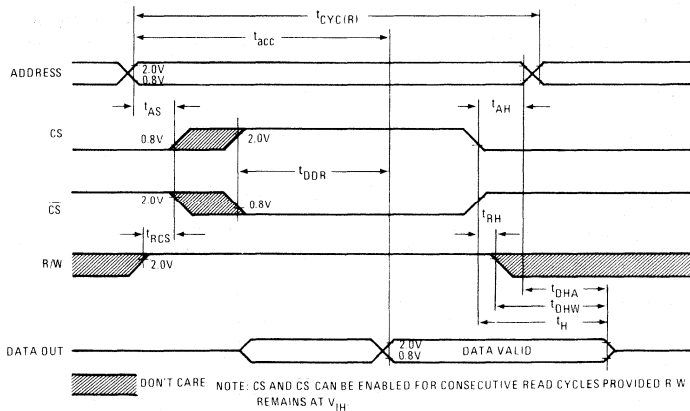 tCYC(R)
tacc
ADDRESS
2.0V
0.8V
tAS
tAH
CS
0.8V
2.0V
tDDR
CS
2.0V
0.8V
tRH
tRCS
R/W
2.0V
tDHA
tDHW
tH
DATA OUT
2.0V
0.8V
DATA VALID
DON'T CARE
NOTE: CS AND CS CAN BE ENABLED FOR CONSECUTIVE READ CYCLES PROVIDED R W
REMAINS AT VIH